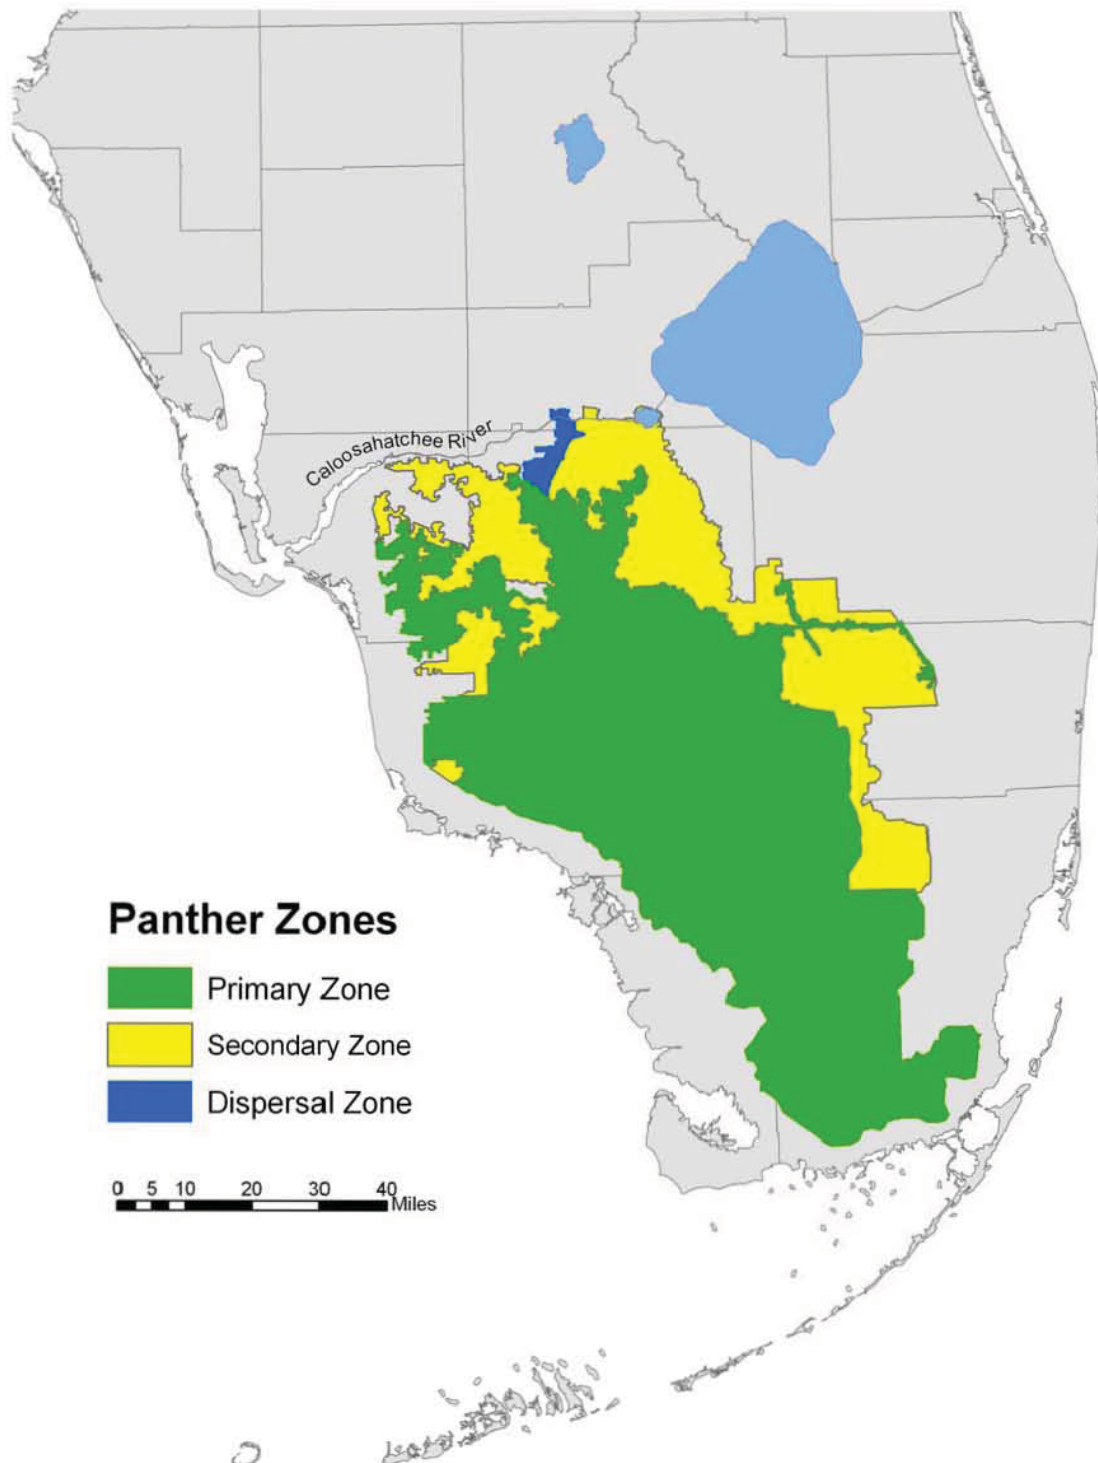 Caloosahatchee River
Panther Zones
Primary Zone
Secondary Zone
Dispersal Zone
0 5 10 20 30 40
Miles